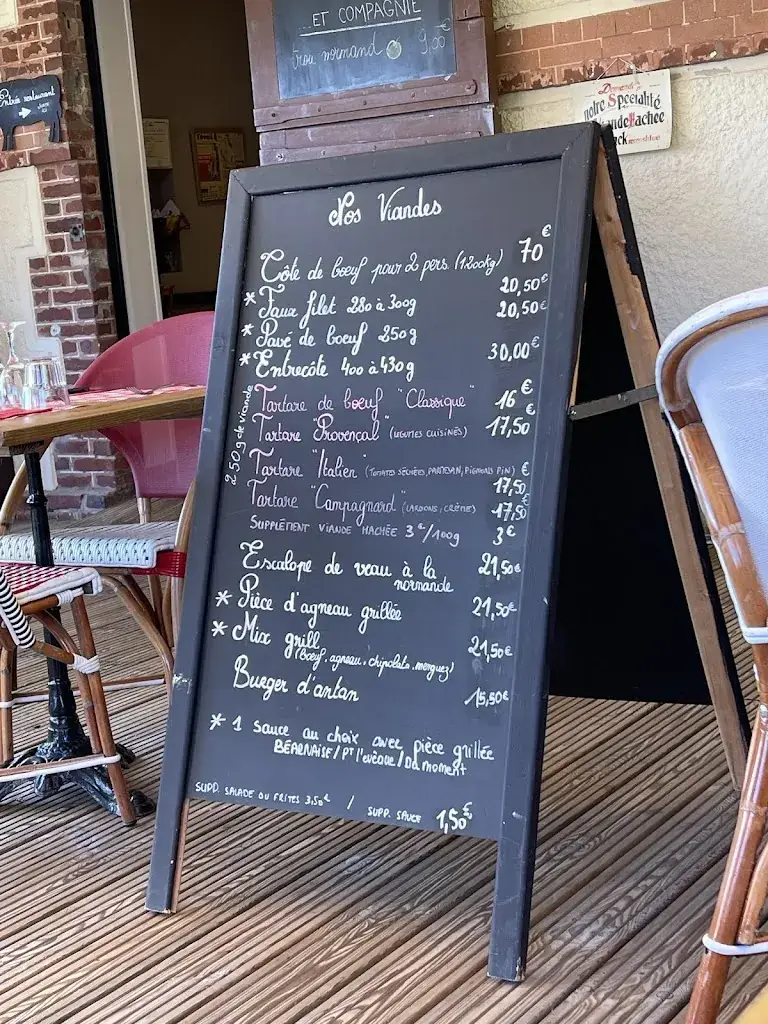 ET COMPAGNIE
trou normand 9,00€
Entrée restaurant
notre Spécialité
Viande Hachée
Nos Viandes
Côte de bœuf pour 2 pers (1200kg) 70€
* Faux filet 280 à 300g 20,50€
* Pavé de boeuf 250g 20,50€
* Entrecôte 400 à 430g 30,00€
250g de viande
Tartare de boeuf "Classique" 16€
Tartare "Provençal" (LEGUMES CUISINÉS) 17,50€
Tartare "Italien" (TOMATES SÉCHÉES, PARMESAN, PIGNONS PIN) 17,50€
Tartare "Campagnard" (LARDONS, CRÈME) 17,50€
SUPPLÉMENT VIANDE HACHÉE 3€/100g 3€
Escalope de veau à la 21,50€
normande
* Pièce d'agneau grillée 21,50€
* Mix grill 21,50€
(Boeuf, agneau, chipolata, merguez)
Burger d'antan 15,50€
* 1 sauce au choix avec pièce grillée
BÉARNAISE / PT l'évêque / Du moment
SUPP. SALADE OU FRITES 3,50€ / SUPP. SAUCE 1,50€